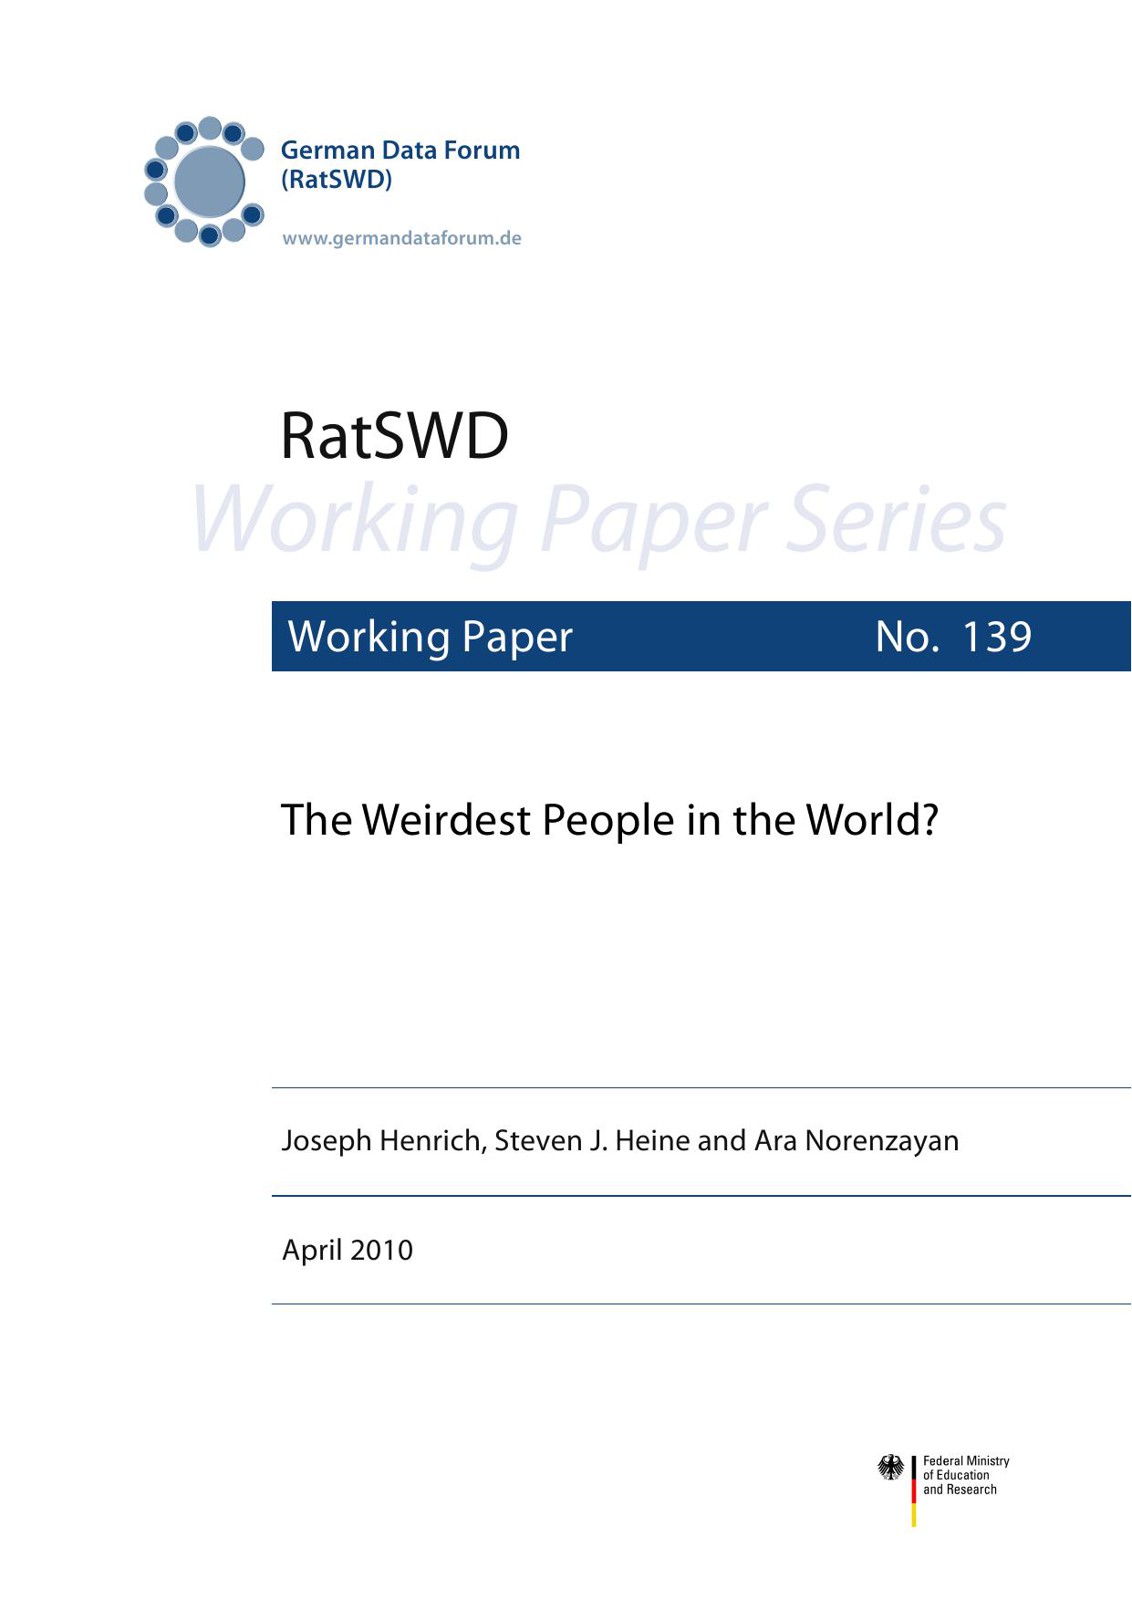 German Data Forum
(RatSWD)
www.germandataforum.de
RatSWD
Working Paper Series
Working Paper No. 139
The Weirdest People in the World?
Joseph Henrich, Steven J. Heine and Ara Norenzayan
April 2010
Federal Ministry
of Education
and Research